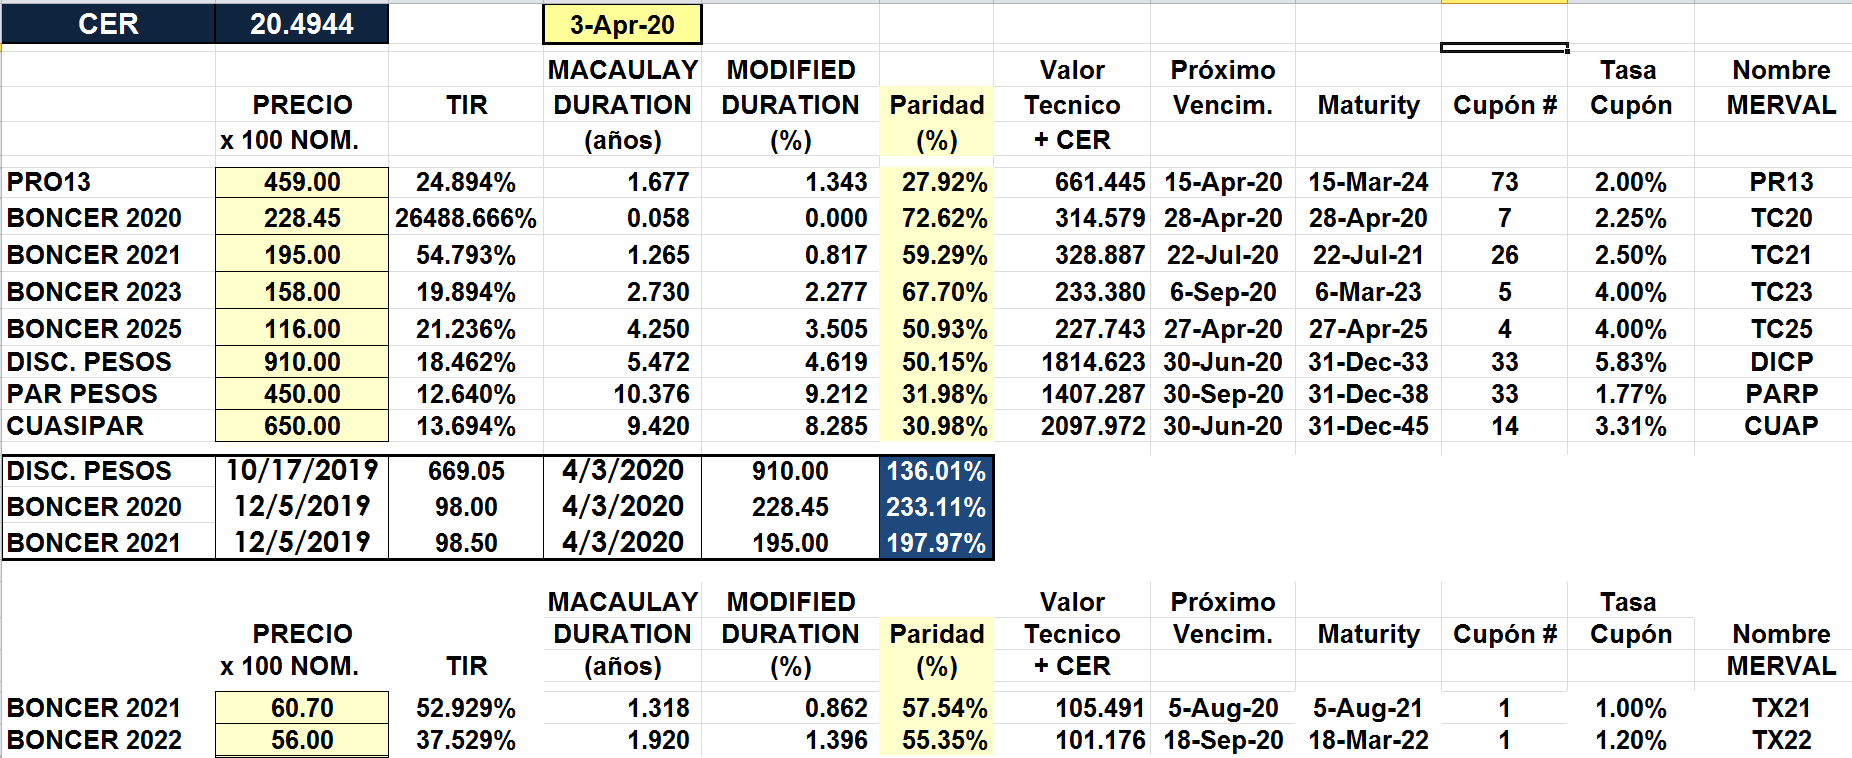 CER 20.4944 3-Apr-20
MACAULAY MODIFIED Valor Próximo Tasa Nombre
PRECIO TIR DURATION DURATION Paridad Tecnico Vencim. Maturity Cupón # Cupón MERVAL
x 100 NOM. (años) (%) (%) + CER
PRO13 459.00 24.894% 1.677 1.343 27.92% 661.445 15-Apr-20 15-Mar-24 73 2.00% PR13
BONCER 2020 228.45 26488.666% 0.058 0.000 72.62% 314.579 28-Apr-20 28-Apr-20 7 2.25% TC20
BONCER 2021 195.00 54.793% 1.265 0.817 59.29% 328.887 22-Jul-20 22-Jul-21 26 2.50% TC21
BONCER 2023 158.00 19.894% 2.730 2.277 67.70% 233.380 6-Sep-20 6-Mar-23 5 4.00% TC23
BONCER 2025 116.00 21.236% 4.250 3.505 50.93% 227.743 27-Apr-20 27-Apr-25 4 4.00% TC25
DISC. PESOS 910.00 18.462% 5.472 4.619 50.15% 1814.623 30-Jun-20 31-Dec-33 33 5.83% DICP
PAR PESOS 450.00 12.640% 10.376 9.212 31.98% 1407.287 30-Sep-20 31-Dec-38 33 1.77% PARP
CUASIPAR 650.00 13.694% 9.420 8.285 30.98% 2097.972 30-Jun-20 31-Dec-45 14 3.31% CUAP
DISC. PESOS 10/17/2019 669.05 4/3/2020 910.00 136.01%
BONCER 2020 12/5/2019 98.00 4/3/2020 228.45 233.11%
BONCER 2021 12/5/2019 98.50 4/3/2020 195.00 197.97%
MACAULAY MODIFIED Valor Próximo Tasa
PRECIO DURATION DURATION Paridad Tecnico Vencim. Maturity Cupón # Cupón Nombre
x 100 NOM. TIR (años) (%) (%) + CER MERVAL
BONCER 2021 60.70 52.929% 1.318 0.862 57.54% 105.491 5-Aug-20 5-Aug-21 1 1.00% TX21
BONCER 2022 56.00 37.529% 1.920 1.396 55.35% 101.176 18-Sep-20 18-Mar-22 1 1.20% TX22